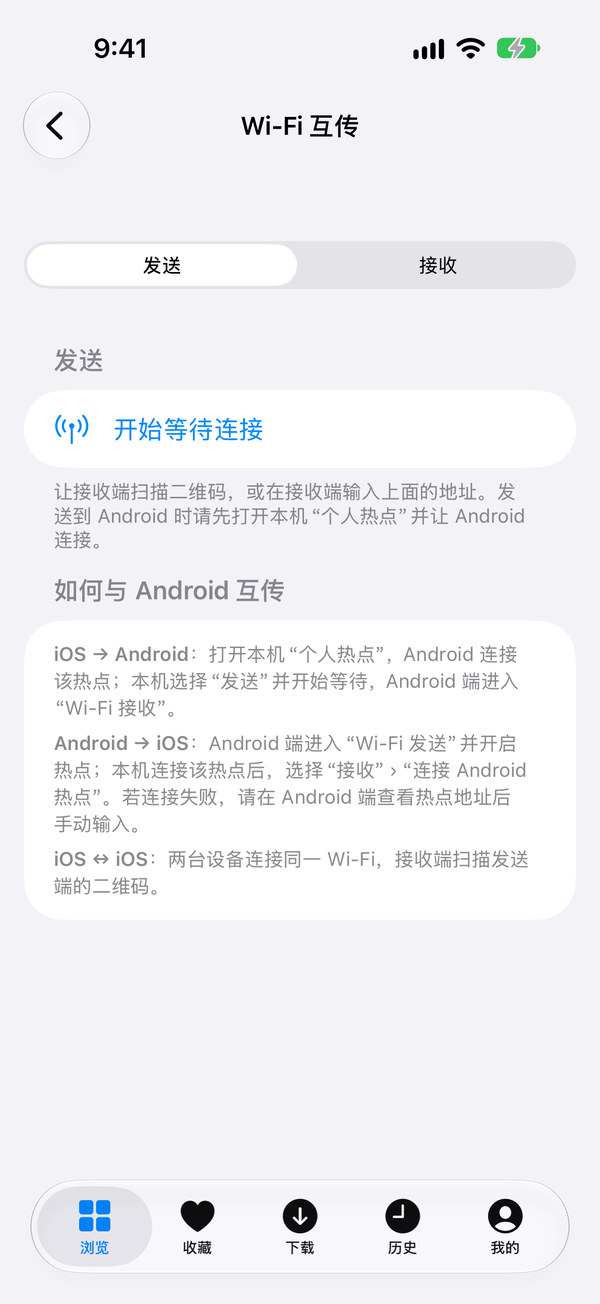 9:41
Wi-Fi 互传
发送
接收
发送
开始等待连接
让接收端扫描二维码，或在接收端输入上面的地址。发
送到 Android 时请先打开本机“个人热点”并让 Android
连接。
如何与 Android 互传
iOS → Android：打开本机“个人热点”，Android 连接
该热点；本机选择“发送”并开始等待，Android 端进入
“Wi-Fi 接收”。
Android → iOS：Android 端进入“Wi-Fi 发送”并开启
热点；本机连接该热点后，选择“接收” › “连接 Android
热点”。若连接失败，请在 Android 端查看热点地址后
手动输入。
iOS ↔ iOS：两台设备连接同一 Wi-Fi，接收端扫描发送
端的二维码。
浏览
收藏
下载
历史
我的